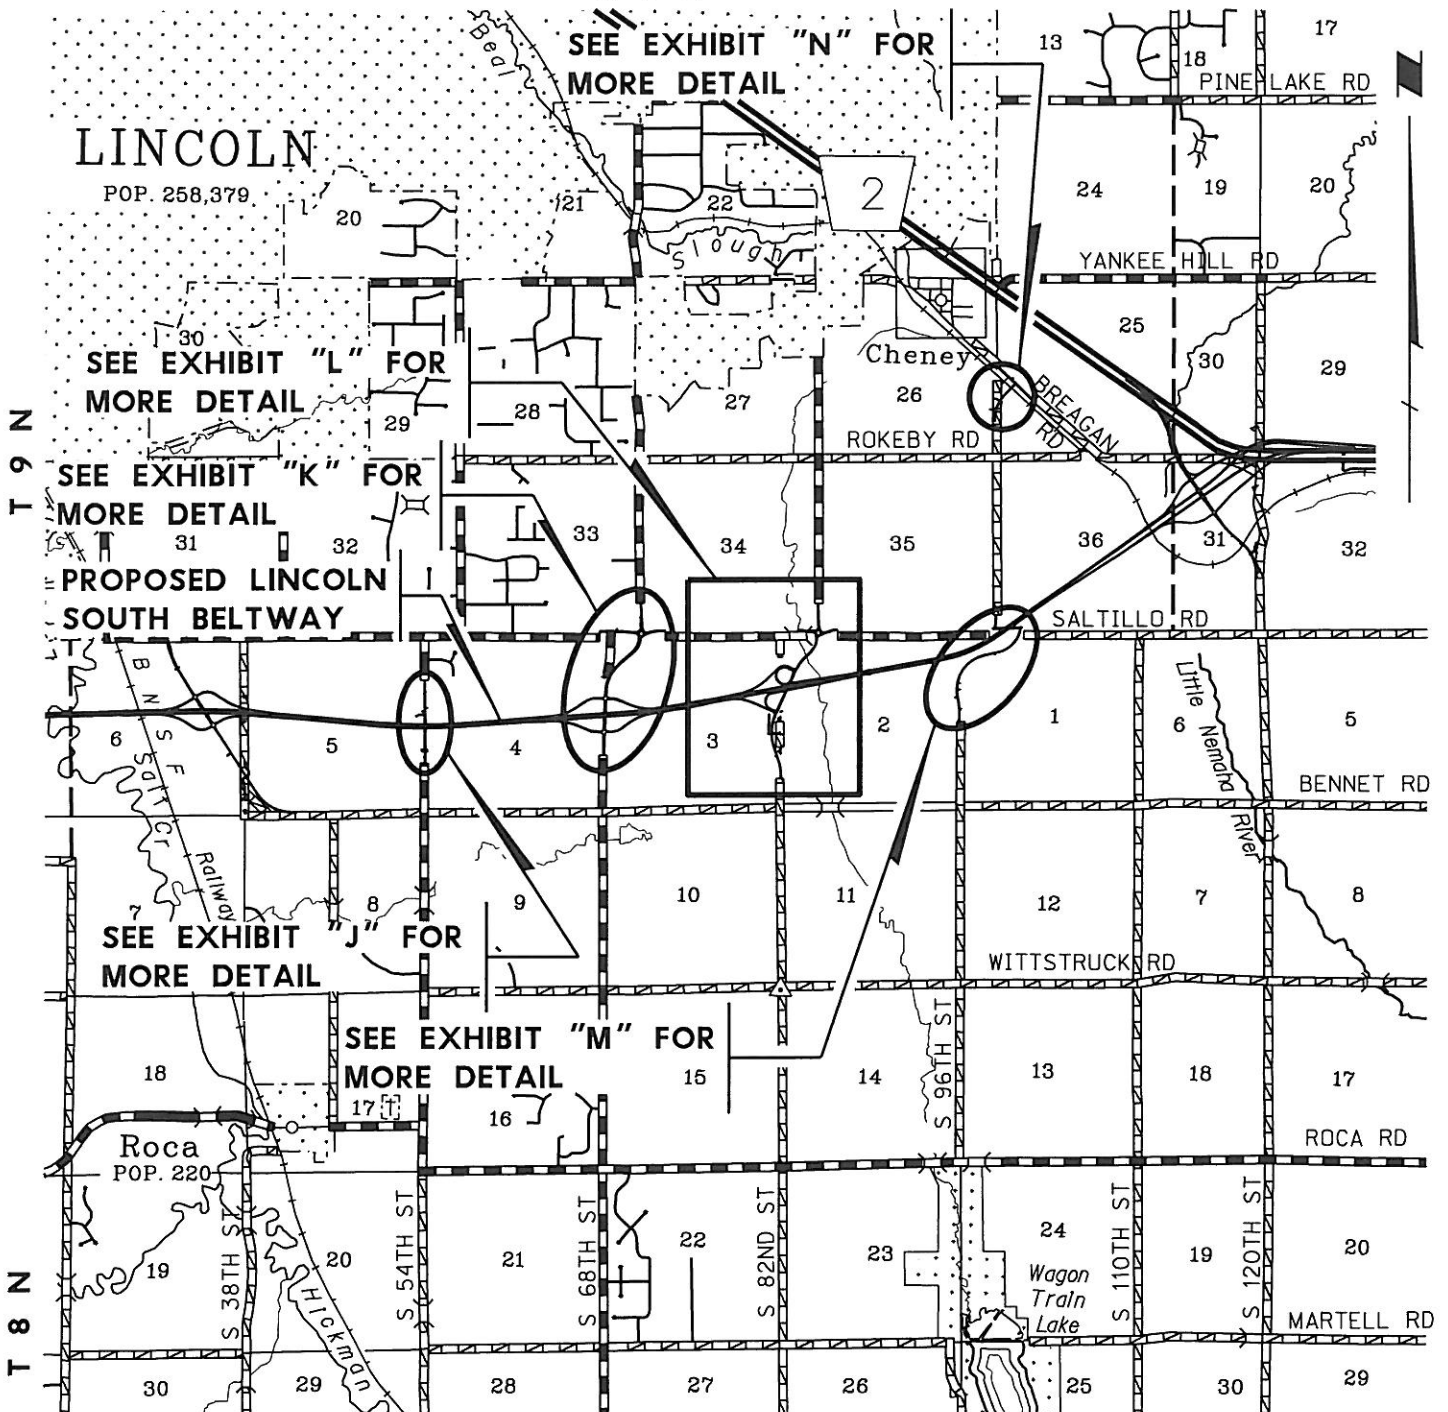 Beal
SEE EXHIBIT "N" FOR
MORE DETAIL
13
18
17
PINE LAKE RD
LINCOLN
POP. 258,379
20
21
22
2
24
19
20
Slough
YANKEE HILL RD
30
SEE EXHIBIT "L" FOR
MORE DETAIL
29
28
27
Cheney
26
25
30
29
BREAGAN
RD
ROKEBY RD
T 9 N
SEE EXHIBIT "K" FOR
MORE DETAIL
31
32
33
34
35
36
31
32
PROPOSED LINCOLN
SOUTH BELTWAY
SALTILLO RD
BNSF
Railway
Salt Cr
6
5
4
3
2
1
6
5
Little Nemaha River
BENNET RD
7
8
9
10
11
12
7
8
SEE EXHIBIT "J" FOR
MORE DETAIL
WITTSTRUCK RD
SEE EXHIBIT "M" FOR
MORE DETAIL
S 96TH ST
18
17
16
15
14
13
18
17
Roca
POP. 220
ROCA RD
S 38TH ST
S 54TH ST
S 68TH ST
S 82ND ST
S 110TH ST
S 120TH ST
T 8 N
19
20
21
22
23
24
19
20
Wagon
Train
Lake
Hickman
MARTELL RD
30
29
28
27
26
25
30
29